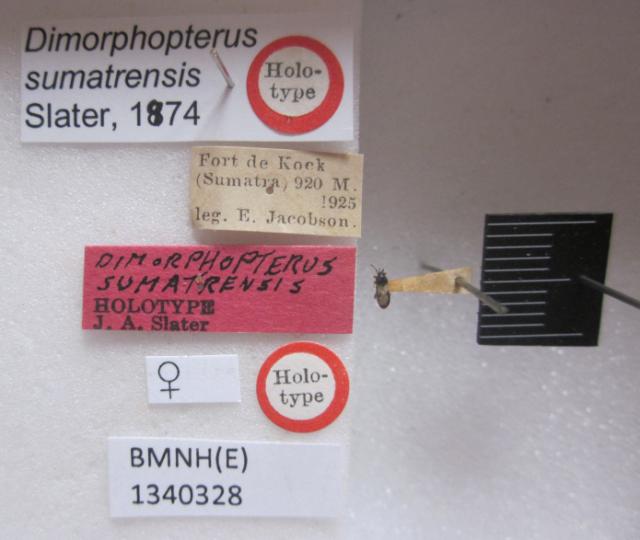 Dimorphopterus
sumatrensis
Slater, 1874
Holo-
type
Fort de Kock
(Sumatra) 920 M.
1925
leg. E. Jacobson.
DIMORPHOPTERUS
SUMATRENSIS
HOLOTYPE
J. A. Slater
♀
Holo-
type
BMNH(E)
1340328